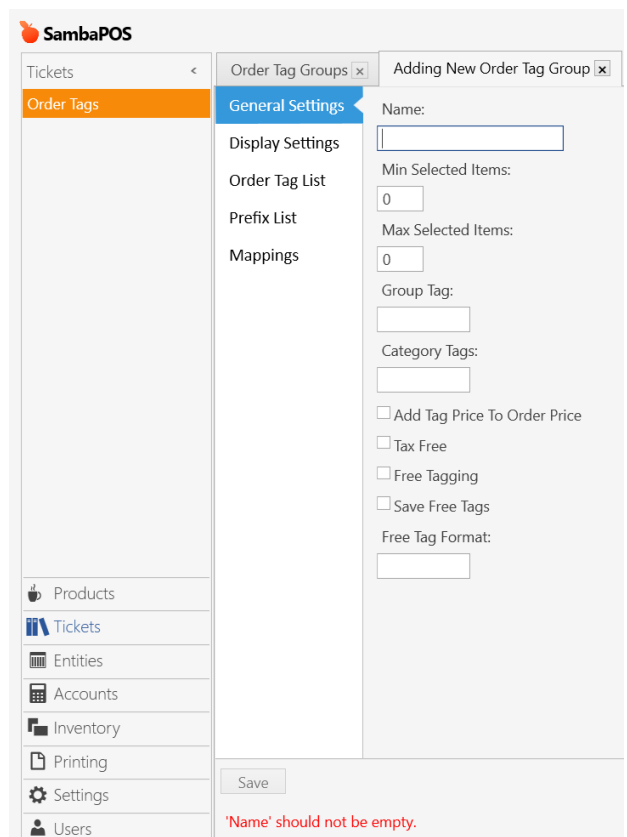 SambaPOS
Tickets <
Order Tags
Order Tag Groups x
Adding New Order Tag Group x
General Settings
Display Settings
Order Tag List
Prefix List
Mappings
Name:
Min Selected Items:
0
Max Selected Items:
0
Group Tag:
Category Tags:
Add Tag Price To Order Price
Tax Free
Free Tagging
Save Free Tags
Free Tag Format:
Products
Tickets
Entities
Accounts
Inventory
Printing
Settings
Users
Save
'Name' should not be empty.